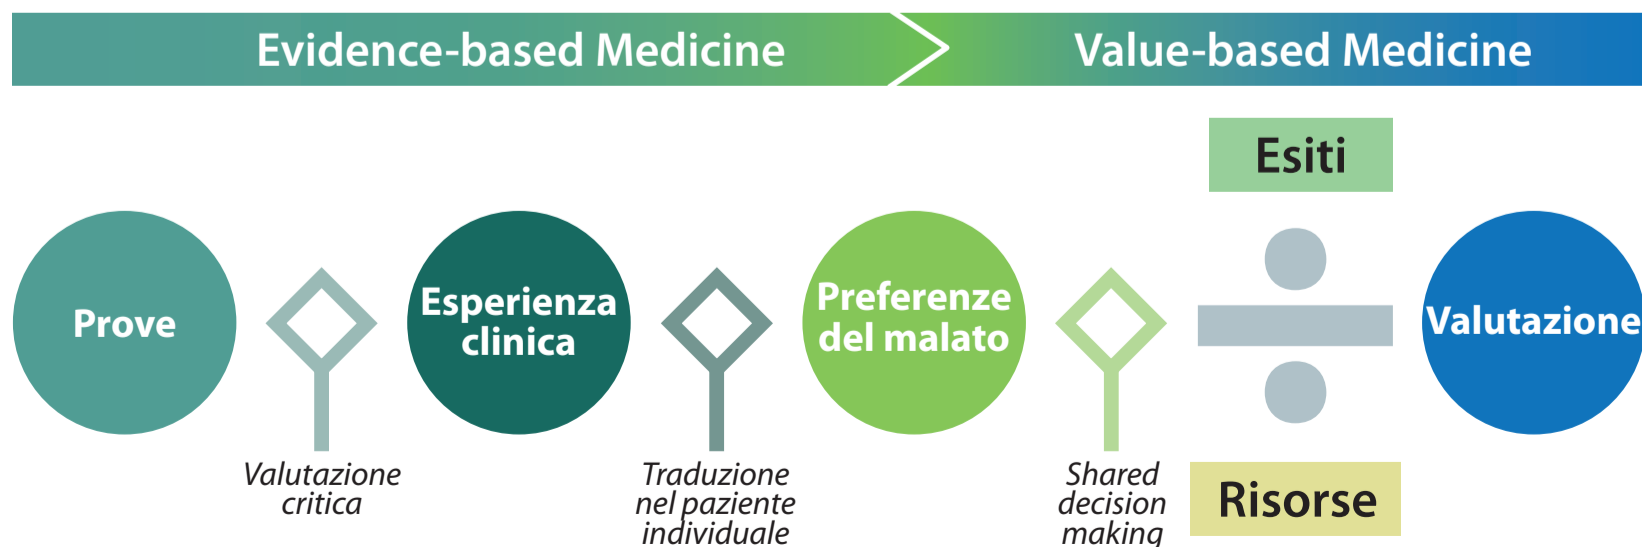 Evidence-based Medicine
Value-based Medicine
Esiti
Prove
Esperienza
clinica
Preferenze
del malato
Valutazione
Valutazione
critica
Traduzione
nel paziente
individuale
Shared
decision
making
Risorse